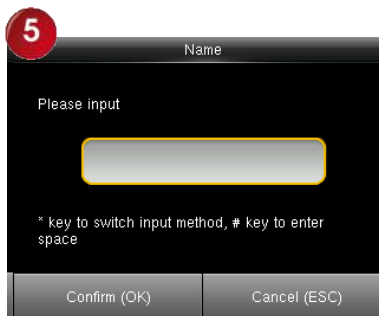 5
Name
Please input
* key to switch input method, # key to enter
space
Confirm (OK)
Cancel (ESC)